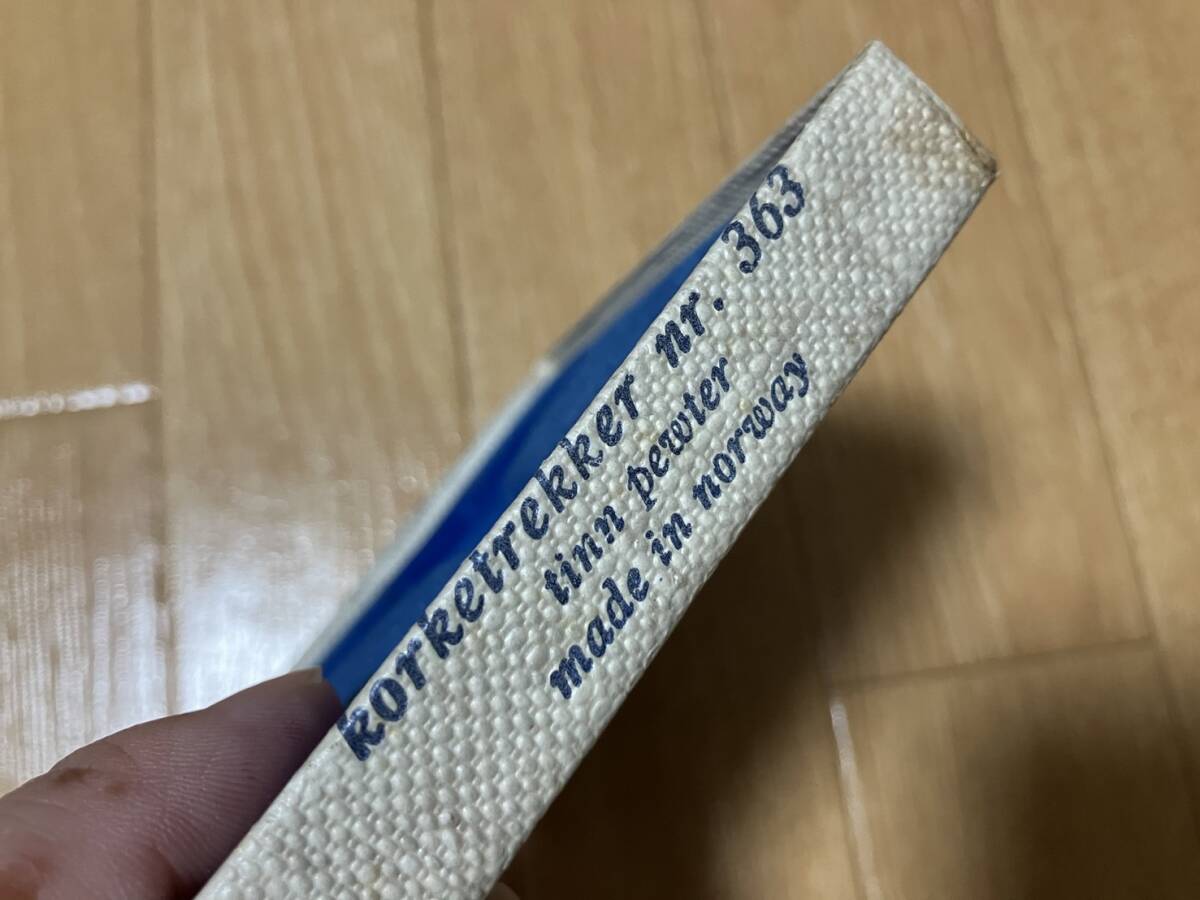 korketrekker nr. 363
tinn pewter
made in norway